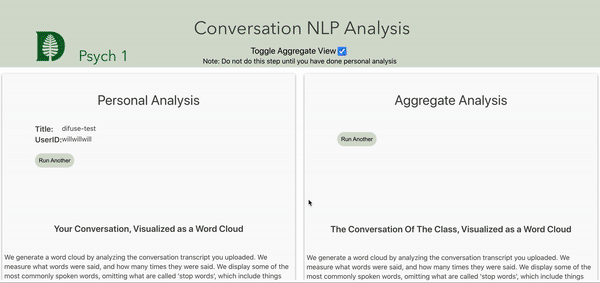 Conversation NLP Analysis
Toggle Aggregate View
Note: Do not do this step until you have done personal analysis
D Psych 1
Personal Analysis
Title: difuse-test
UserID:willwillwill
Run Another
Your Conversation, Visualized as a Word Cloud
We generate a word cloud by analyzing the conversation transcript you uploaded. We
measure what words were said, and how many times they were said. We display some of the
most commonly spoken words, omitting what are called 'stop words', which include things
Aggregate Analysis
Run Another
The Conversation Of The Class, Visualized as a Word Cloud
We generate a word cloud by analyzing the conversation transcript you uploaded. We
measure what words were said, and how many times they were said. We display some of the
most commonly spoken words, omitting what are called 'stop words', which include things